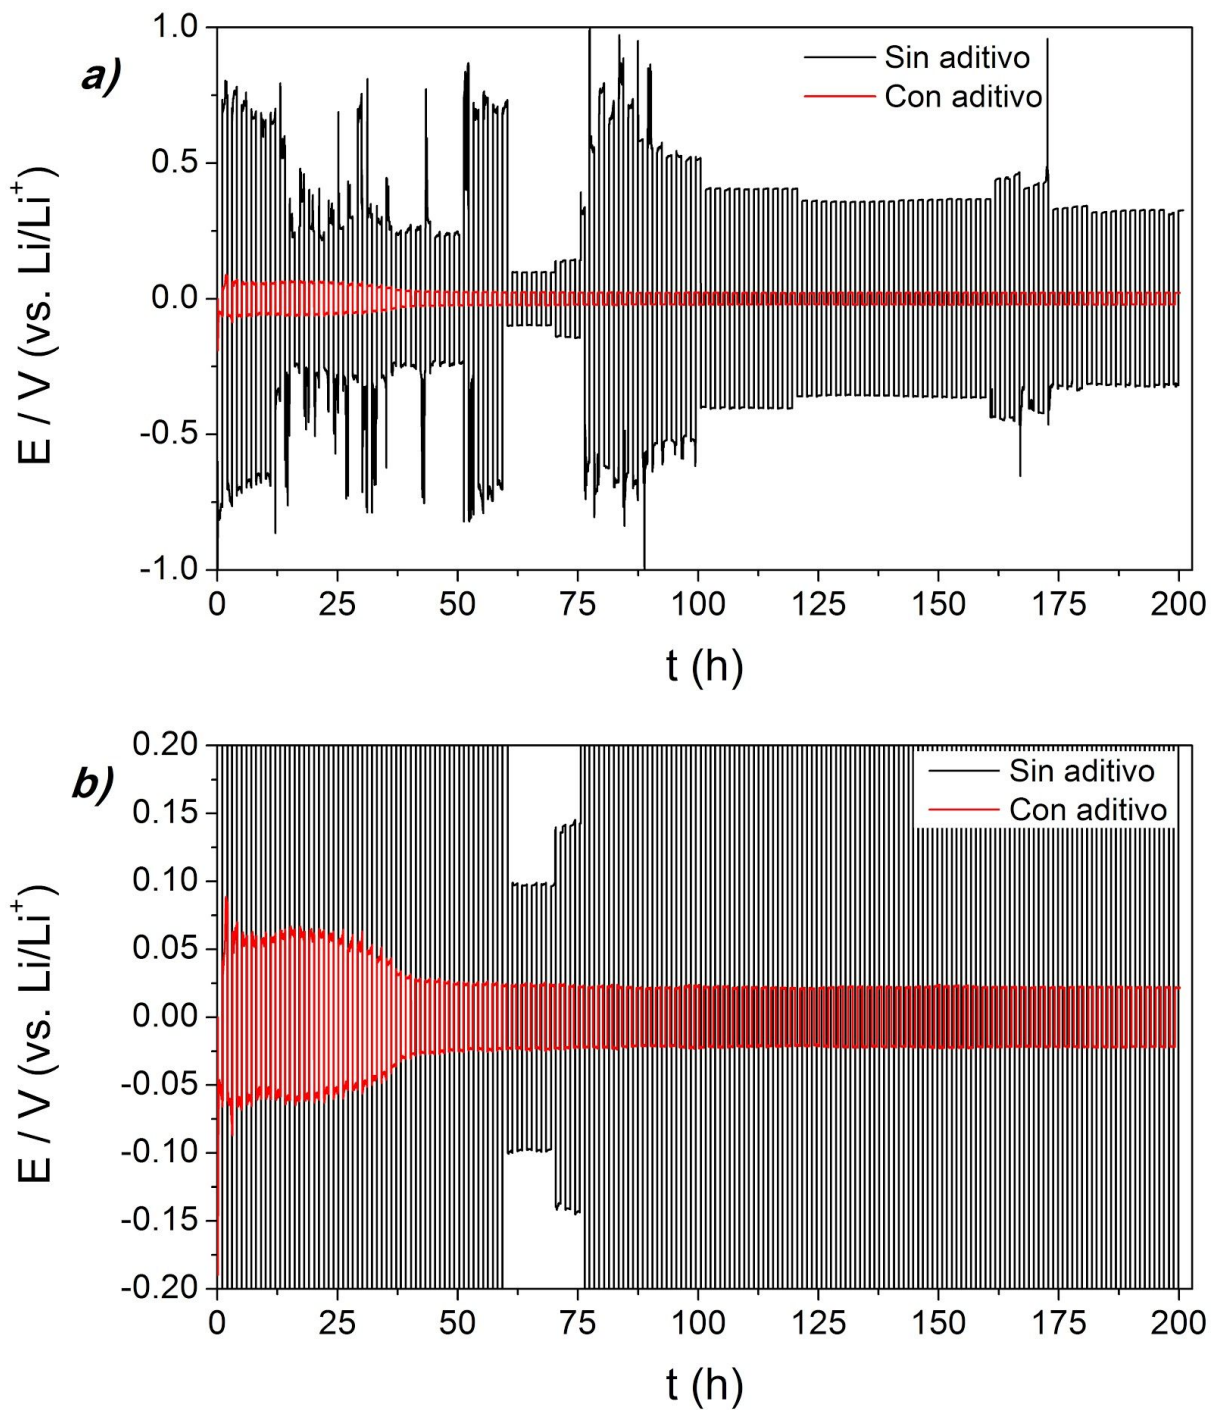 a)
Sin aditivo
Con aditivo
E / V (vs. Li/Li⁺)
1.0
0.5
0.0
-0.5
-1.0
0 25 50 75 100 125 150 175 200
t (h)
b)
Sin aditivo
Con aditivo
E / V (vs. Li/Li⁺)
0.20
0.15
0.10
0.05
0.00
-0.05
-0.10
-0.15
-0.20
0 25 50 75 100 125 150 175 200
t (h)